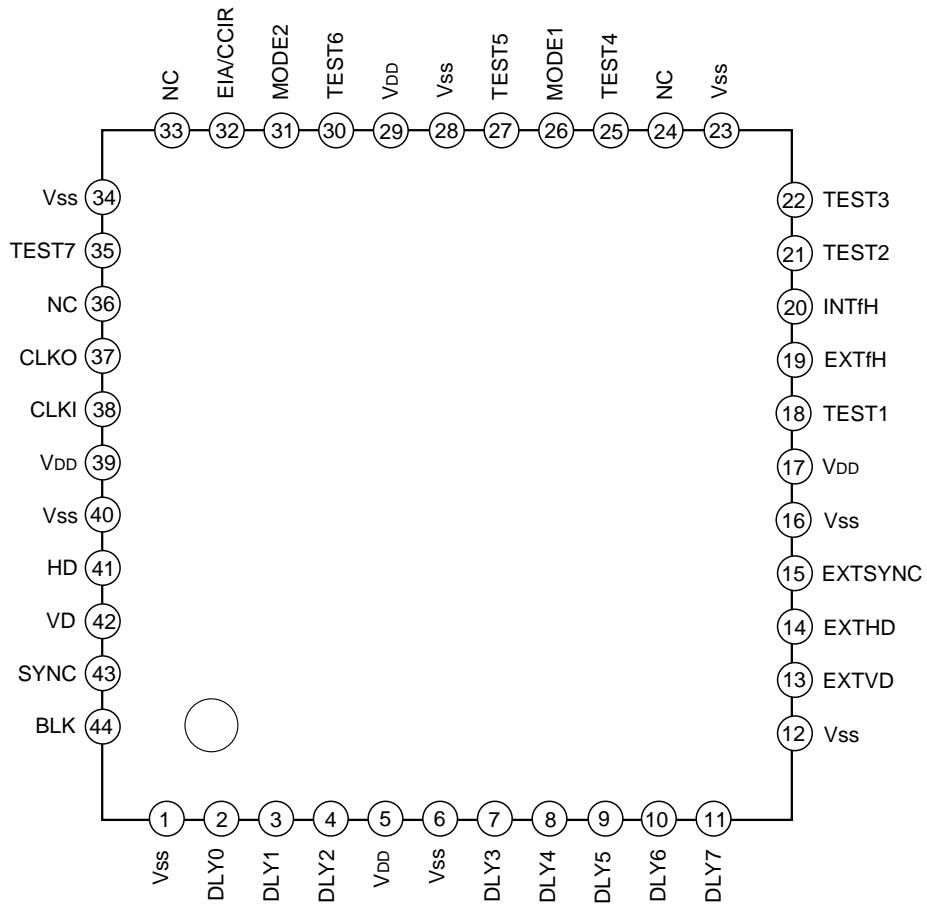 NC
EIA/CCIR
MODE2
TEST6
VDD
Vss
TEST5
MODE1
TEST4
NC
Vss
33 32 31 30 29 28 27 26 25 24 23
Vss 34
TEST7 35
NC 36
CLKO 37
CLKI 38
VDD 39
Vss 40
HD 41
VD 42
SYNC 43
BLK 44
22 TEST3
21 TEST2
20 INTfH
19 EXTfH
18 TEST1
17 VDD
16 Vss
15 EXTSYNC
14 EXTHD
13 EXTVD
12 Vss
1 2 3 4 5 6 7 8 9 10 11
Vss
DLY0
DLY1
DLY2
VDD
Vss
DLY3
DLY4
DLY5
DLY6
DLY7